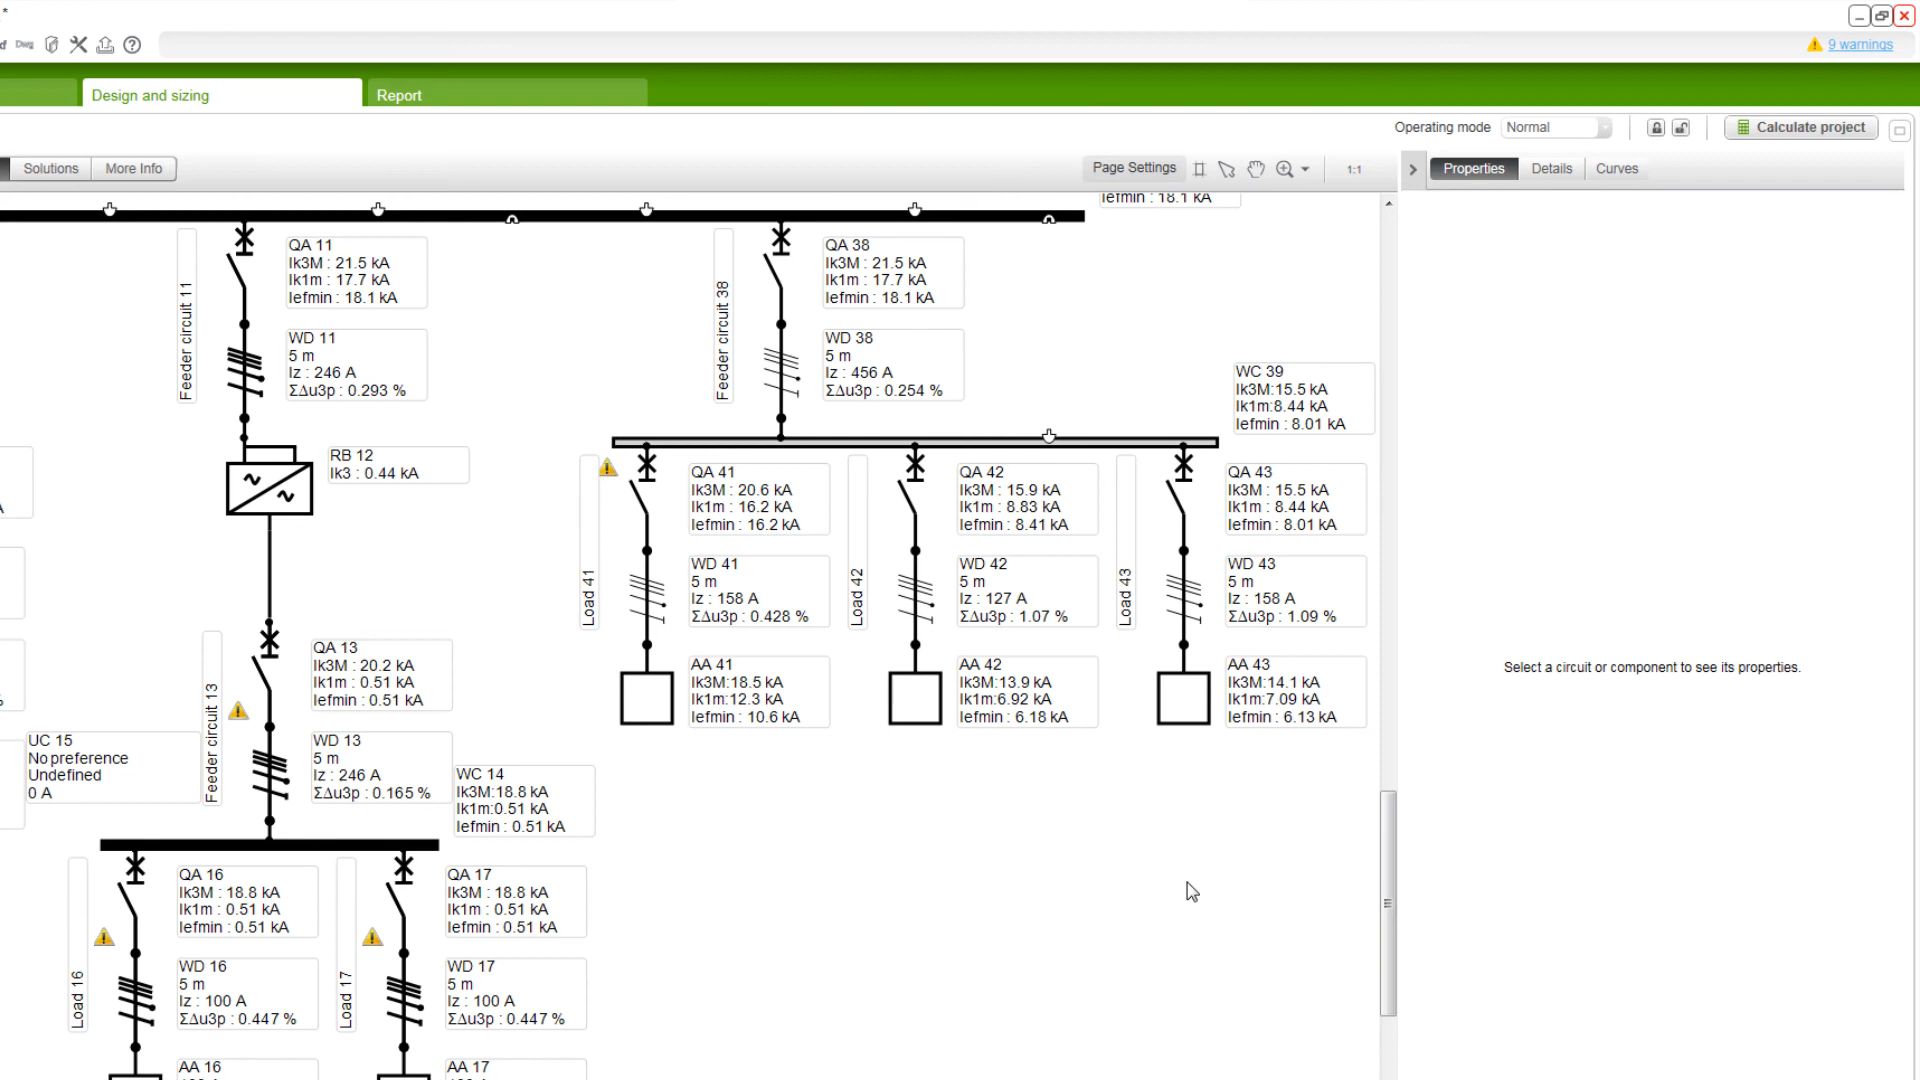 *
Dwg
9 warnings
Design and sizing
Report
Operating mode
Normal
Calculate project
Solutions
More Info
Page Settings
1:1
Properties
Details
Curves
Iefmin : 18.1 kA
Feeder circuit 11
QA 11
Ik3M : 21.5 kA
Ik1m : 17.7 kA
Iefmin : 18.1 kA
WD 11
5 m
Iz : 246 A
ΣΔu3p : 0.293 %
Feeder circuit 38
QA 38
Ik3M : 21.5 kA
Ik1m : 17.7 kA
Iefmin : 18.1 kA
WD 38
5 m
Iz : 456 A
ΣΔu3p : 0.254 %
WC 39
Ik3M:15.5 kA
Ik1m:8.44 kA
Iefmin : 8.01 kA
RB 12
Ik3 : 0.44 kA
Load 41
QA 41
Ik3M : 20.6 kA
Ik1m : 16.2 kA
Iefmin : 16.2 kA
WD 41
5 m
Iz : 158 A
ΣΔu3p : 0.428 %
AA 41
Ik3M:18.5 kA
Ik1m:12.3 kA
Iefmin : 10.6 kA
Load 42
QA 42
Ik3M : 15.9 kA
Ik1m : 8.83 kA
Iefmin : 8.41 kA
WD 42
5 m
Iz : 127 A
ΣΔu3p : 1.07 %
AA 42
Ik3M:13.9 kA
Ik1m:6.92 kA
Iefmin : 6.18 kA
Load 43
QA 43
Ik3M : 15.5 kA
Ik1m : 8.44 kA
Iefmin : 8.01 kA
WD 43
5 m
Iz : 158 A
ΣΔu3p : 1.09 %
AA 43
Ik3M:14.1 kA
Ik1m:7.09 kA
Iefmin : 6.13 kA
Select a circuit or component to see its properties.
Feeder circuit 13
QA 13
Ik3M : 20.2 kA
Ik1m : 0.51 kA
Iefmin : 0.51 kA
WD 13
5 m
Iz : 246 A
ΣΔu3p : 0.165 %
UC 15
No preference
Undefined
0 A
WC 14
Ik3M:18.8 kA
Ik1m:0.51 kA
Iefmin : 0.51 kA
Load 16
QA 16
Ik3M : 18.8 kA
Ik1m : 0.51 kA
Iefmin : 0.51 kA
WD 16
5 m
Iz : 100 A
ΣΔu3p : 0.447 %
AA 16
Load 17
QA 17
Ik3M : 18.8 kA
Ik1m : 0.51 kA
Iefmin : 0.51 kA
WD 17
5 m
Iz : 100 A
ΣΔu3p : 0.447 %
AA 17